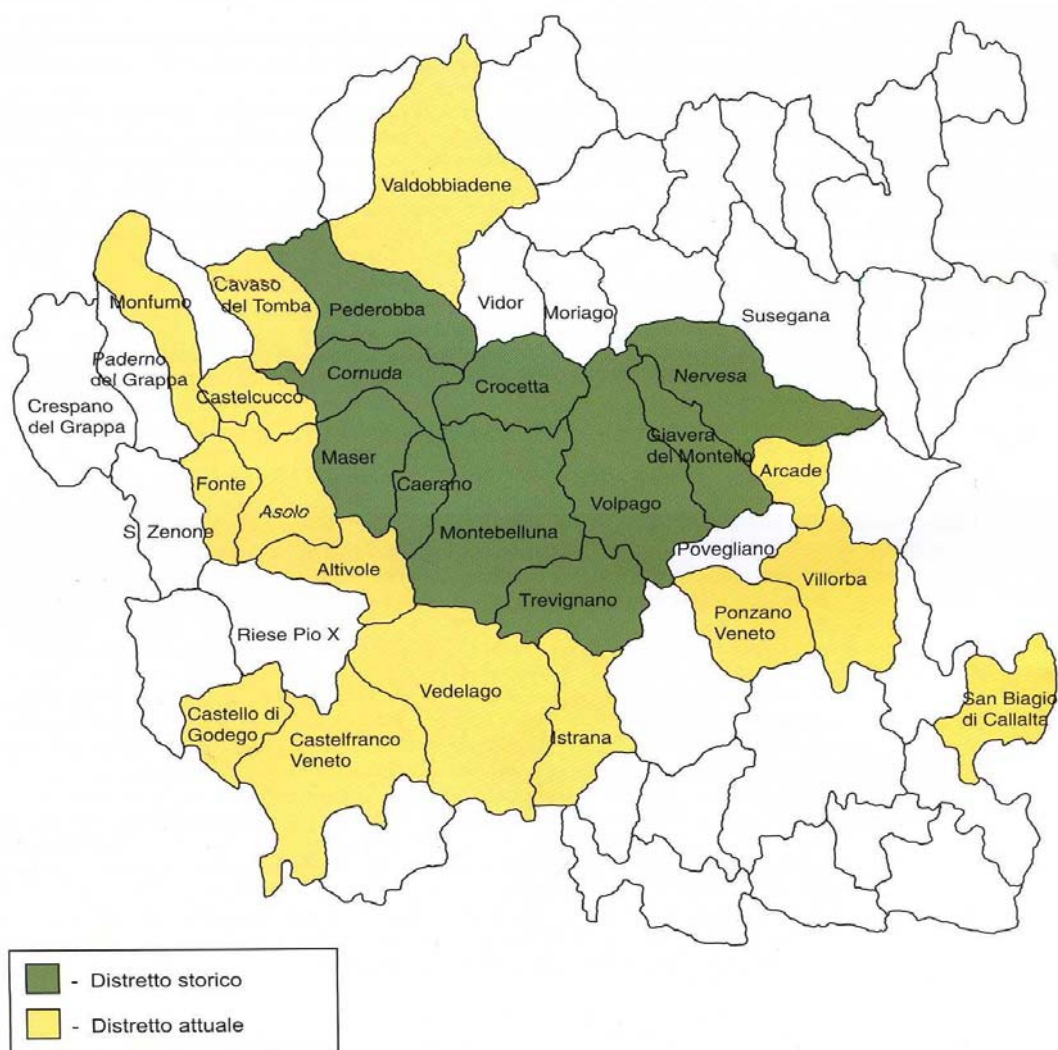 Valdobbiadene
Cavaso
del Tomba
Monfumo
Pederobba
Vidor
Moriago
Susegana
Paderno
del Grappa
Cornuda
Nervesa
Crocetta
Castelcucco
Crespano
del Grappa
Giavera
del Montello
Maser
Arcade
Fonte
Caerano
Volpago
Asolo
S. Zenone
Montebelluna
Povegliano
Altivole
Villorba
Trevignano
Ponzano
Veneto
Riese Pio X
Vedelago
San Biagio
di Callalta
Castello di
Godego
Castelfranco
Veneto
Istrana
- Distretto storico
- Distretto attuale